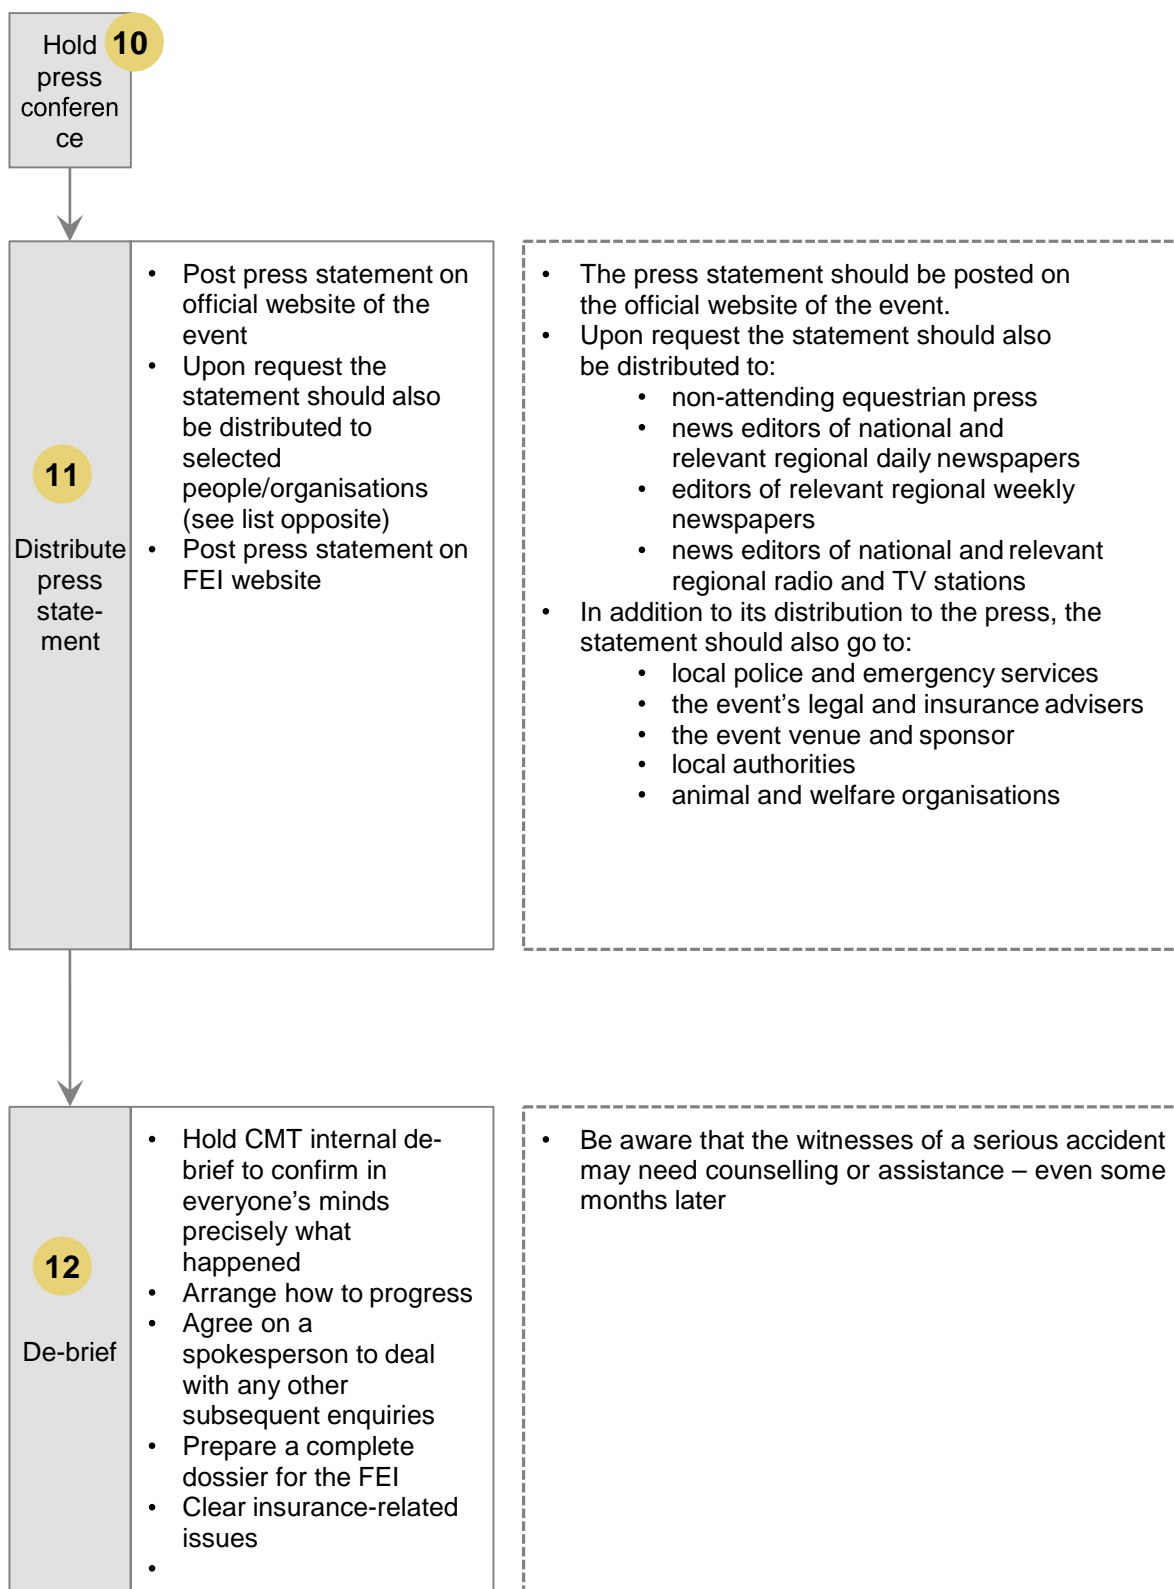 Hold
press
conferen
ce
10
11
Distribute
press
state-
ment
• Post press statement on
official website of the
event
• Upon request the
statement should also
be distributed to
selected
people/organisations
(see list opposite)
• Post press statement on
FEI website
• The press statement should be posted on
the official website of the event.
• Upon request the statement should also
be distributed to:
• non-attending equestrian press
• news editors of national and
relevant regional daily newspapers
• editors of relevant regional weekly
newspapers
• news editors of national and relevant
regional radio and TV stations
• In addition to its distribution to the press, the
statement should also go to:
• local police and emergency services
• the event’s legal and insurance advisers
• the event venue and sponsor
• local authorities
• animal and welfare organisations
12
De-brief
• Hold CMT internal de-
brief to confirm in
everyone’s minds
precisely what
happened
• Arrange how to progress
• Agree on a
spokesperson to deal
with any other
subsequent enquiries
• Prepare a complete
dossier for the FEI
• Clear insurance-related
issues
•
• Be aware that the witnesses of a serious accident
may need counselling or assistance – even some
months later